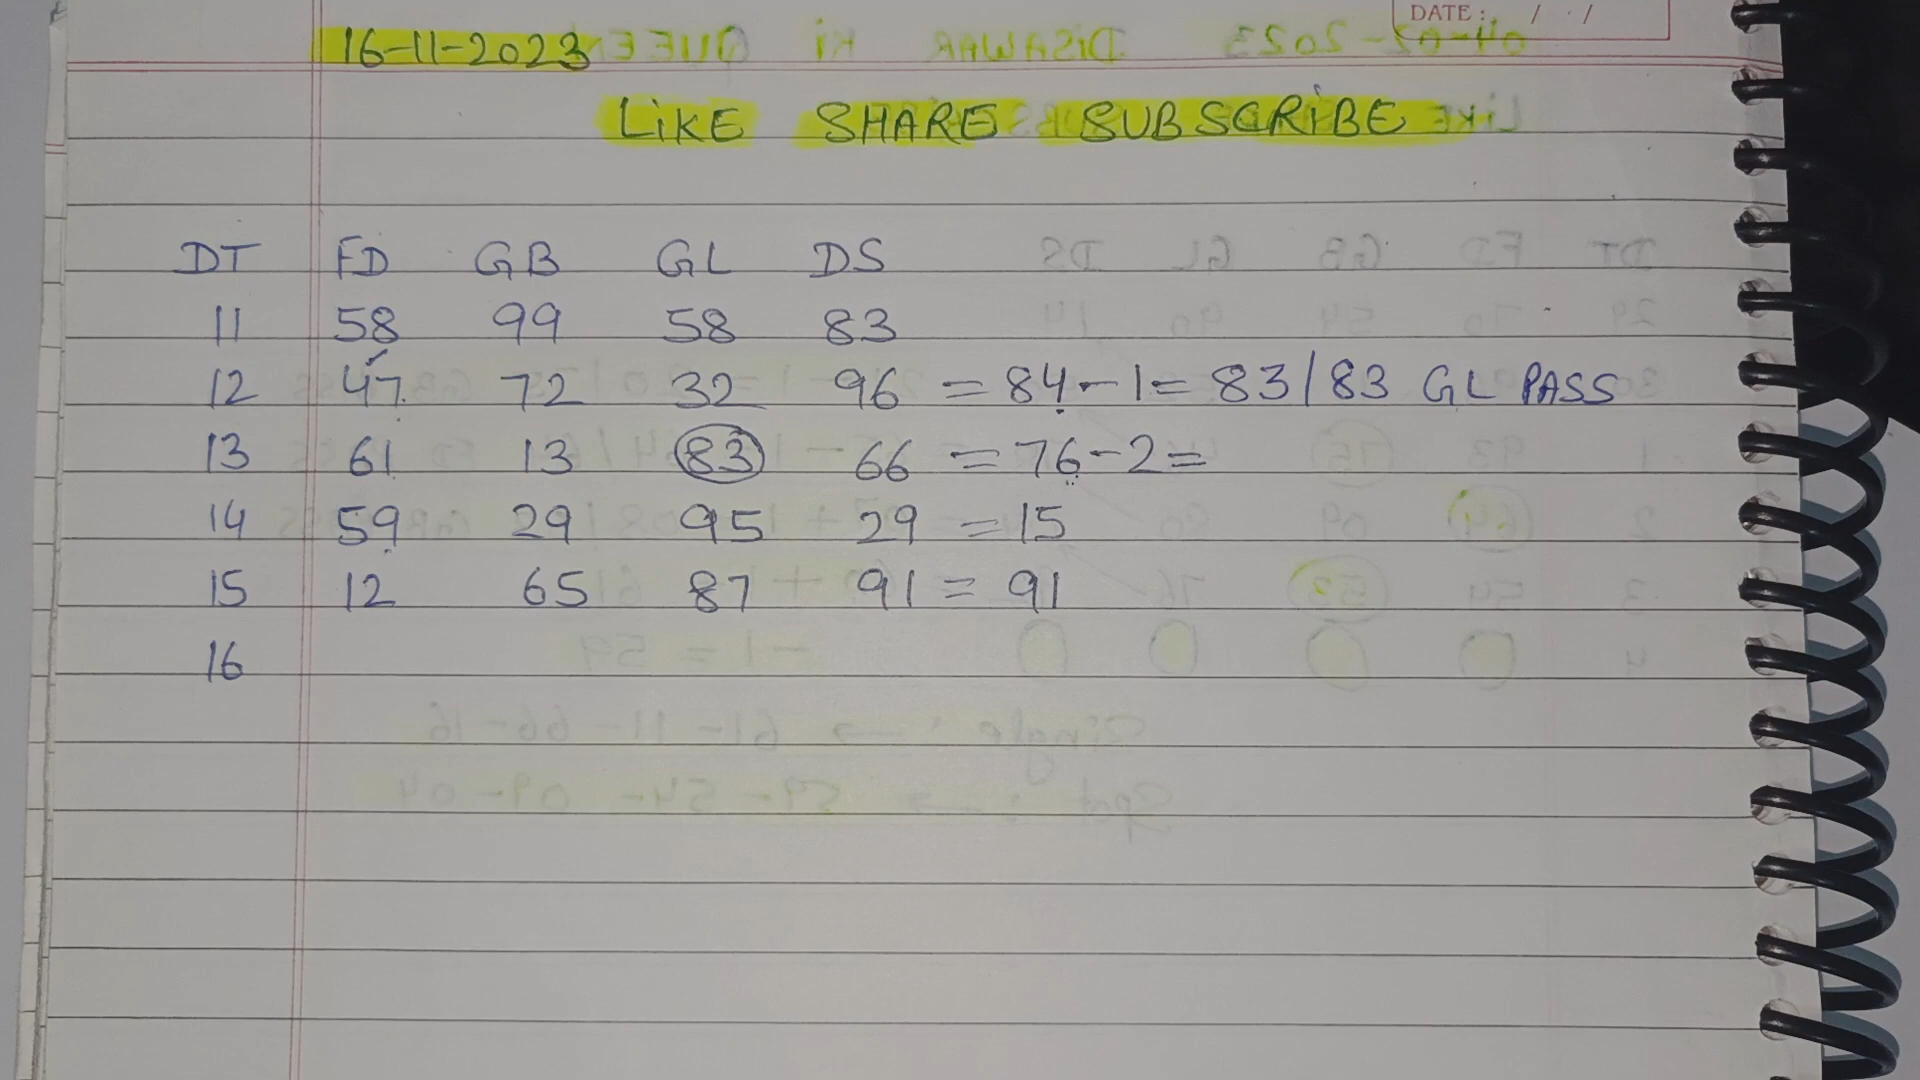 DATE: / /
16-11-2023
LiKE SHARE SUBSCRiBE
DT FD GB GL DS
11 58 99 58 83
12 47 72 32 96 = 84-1= 83/83 GL PASS
13 61 13 83 66 = 76-2=
14 59 29 95 29 = 15
15 12 65 87 91 = 91
16